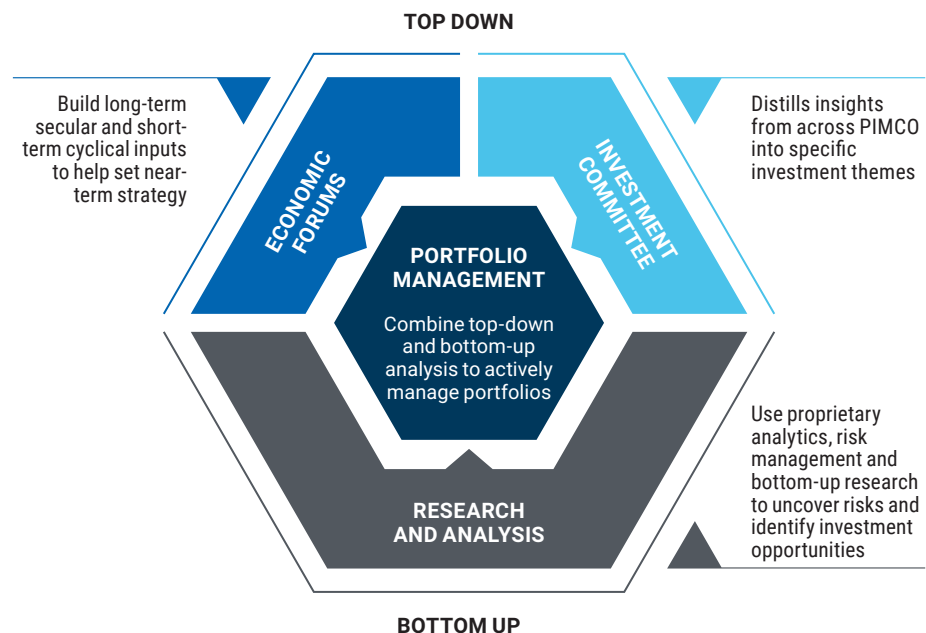 TOP DOWN
Build long-term
secular and short-
term cyclical inputs
to help set near-
term strategy
ECONOMIC
FORUMS
INVESTMENT
COMMITTEE
Distills insights
from across PIMCO
into specific
investment themes
PORTFOLIO
MANAGEMENT
Combine top-down
and bottom-up
analysis to actively
manage portfolios
RESEARCH
AND ANALYSIS
Use proprietary
analytics, risk
management and
bottom-up research
to uncover risks and
identify investment
opportunities
BOTTOM UP